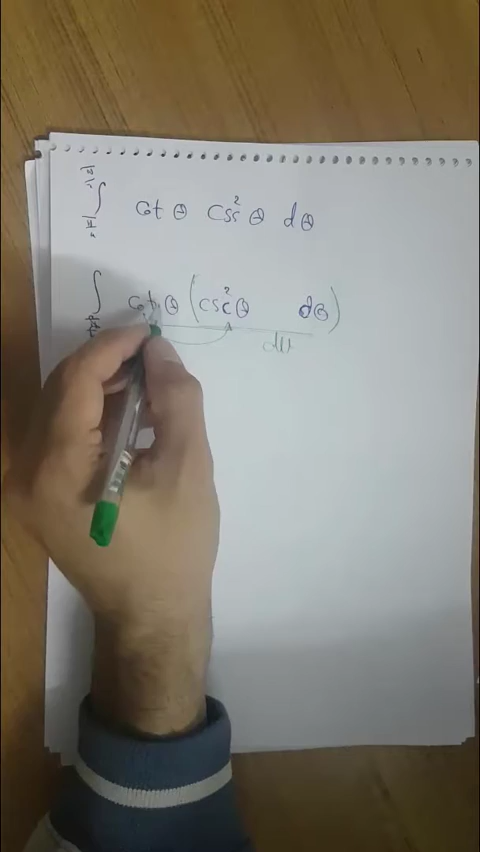 ∫ cot θ csc² θ dθ
∫ cot θ (csc² θ dθ)
du